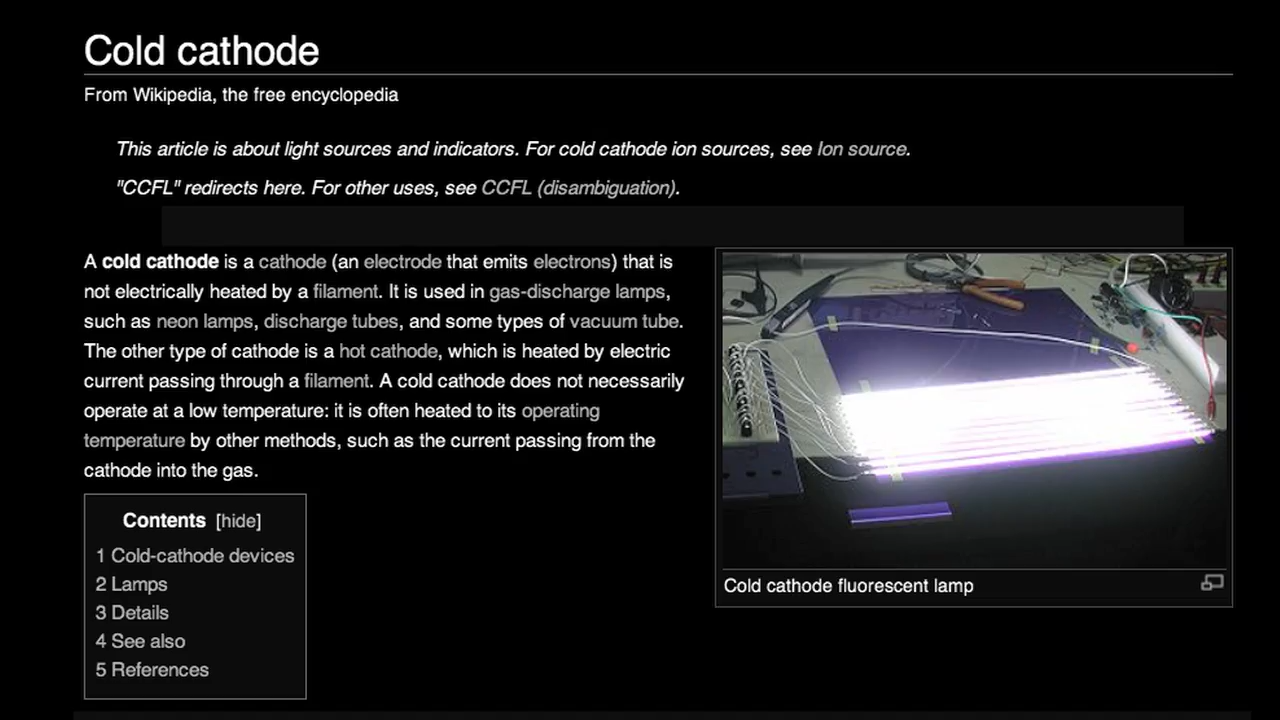 Cold cathode
From Wikipedia, the free encyclopedia
This article is about light sources and indicators. For cold cathode ion sources, see Ion source.
"CCFL" redirects here. For other uses, see CCFL (disambiguation).
A cold cathode is a cathode (an electrode that emits electrons) that is
not electrically heated by a filament. It is used in gas-discharge lamps,
such as neon lamps, discharge tubes, and some types of vacuum tube.
The other type of cathode is a hot cathode, which is heated by electric
current passing through a filament. A cold cathode does not necessarily
operate at a low temperature: it is often heated to its operating
temperature by other methods, such as the current passing from the
cathode into the gas.
Cold cathode fluorescent lamp
Contents [hide]
1 Cold-cathode devices
2 Lamps
3 Details
4 See also
5 References